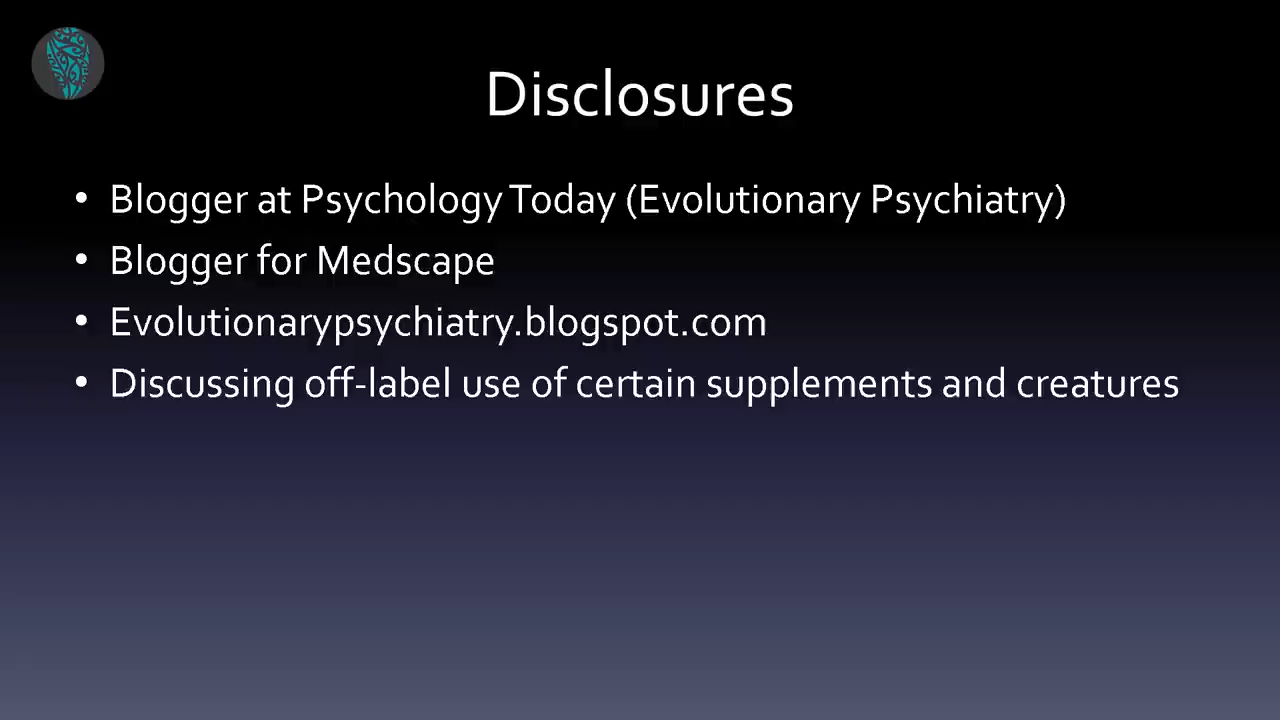 Disclosures
• Blogger at Psychology Today (Evolutionary Psychiatry)
• Blogger for Medscape
• Evolutionarypsychiatry.blogspot.com
• Discussing off-label use of certain supplements and creatures